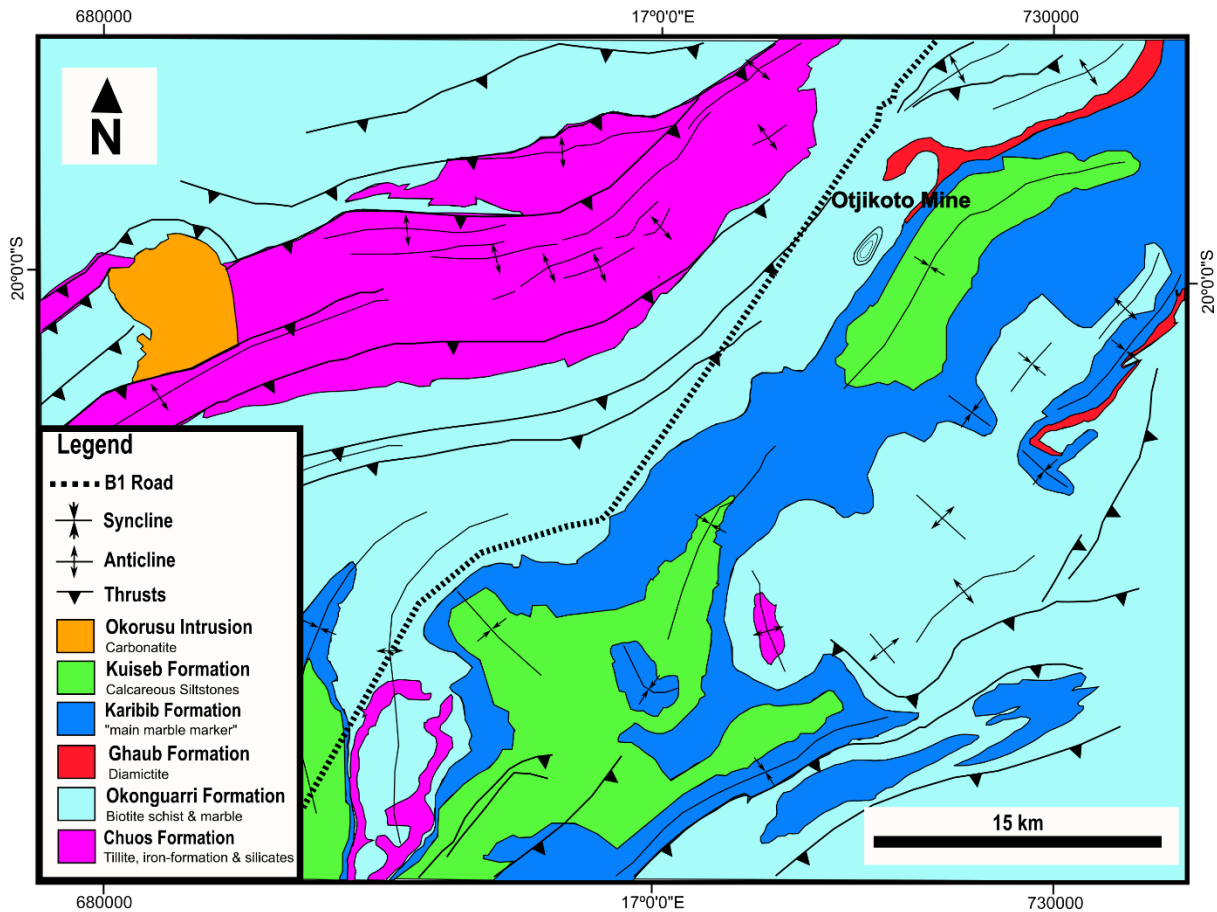 680000
17º0'0"E
730000
N
20º0'0"S
20º0'0"S
Otjikoto Mine
Legend
B1 Road
Syncline
Anticline
Thrusts
Okorusu Intrusion
Carbonatite
Kuiseb Formation
Calcareous Siltstones
Karibib Formation
"main marble marker"
Ghaub Formation
Diamictite
Okonguarri Formation
Biotite schist & marble
Chuos Formation
Tillite, iron-formation & silicates
15 km
680000
17º0'0"E
730000